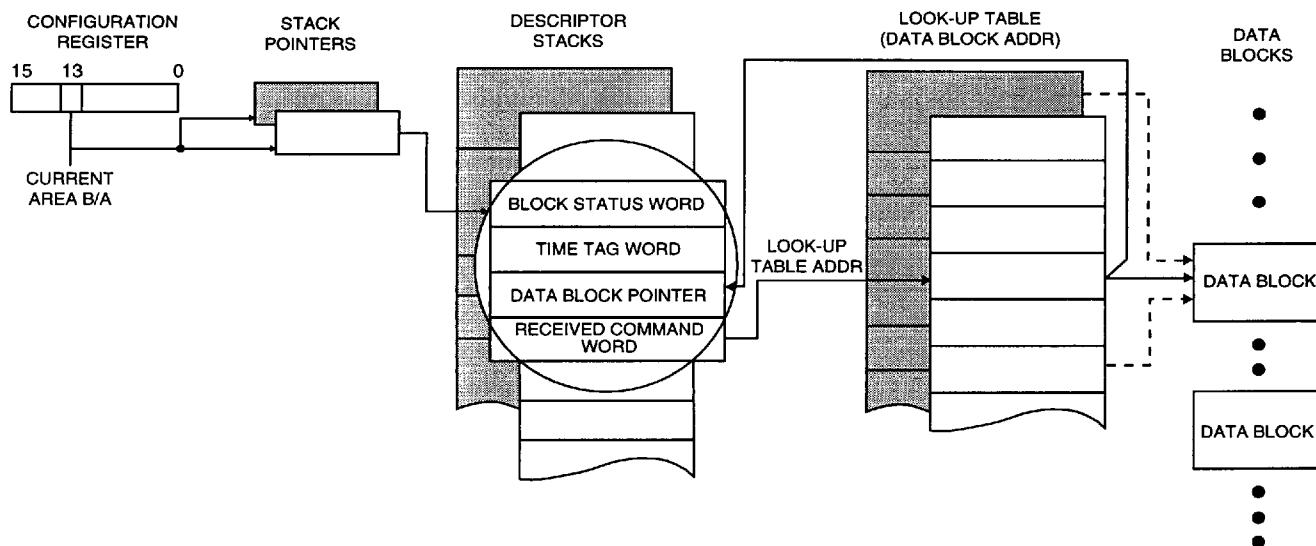 CONFIGURATION
REGISTER
15 13 0
CURRENT
AREA B/A
STACK
POINTERS
DESCRIPTOR
STACKS
BLOCK STATUS WORD
TIME TAG WORD
DATA BLOCK POINTER
RECEIVED COMMAND
WORD
LOOK-UP
TABLE ADDR
LOOK-UP TABLE
(DATA BLOCK ADDR)
DATA
BLOCKS
DATA BLOCK
DATA BLOCK